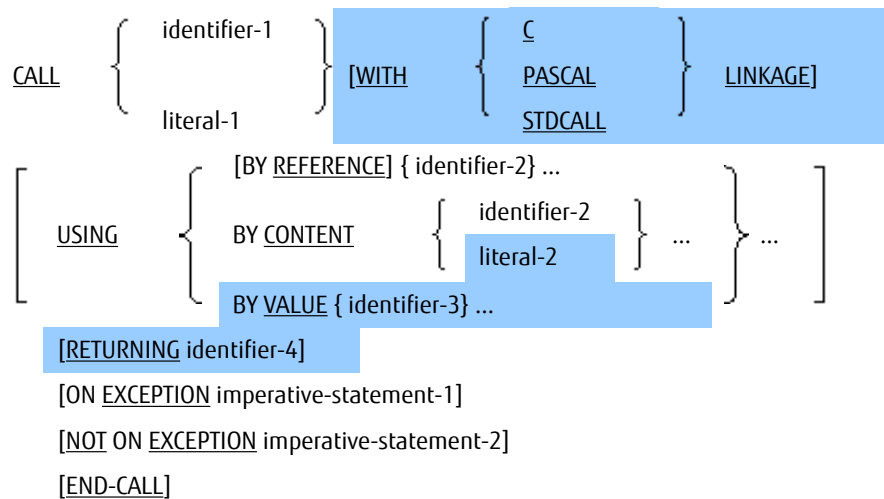 identifier-1 C
CALL [WITH PASCAL LINKAGE]
literal-1 STDCALL
[BY REFERENCE] { identifier-2} ...
identifier-2
USING BY CONTENT ... ...
literal-2
BY VALUE { identifier-3} ...
[RETURNING identifier-4]
[ON EXCEPTION imperative-statement-1]
[NOT ON EXCEPTION imperative-statement-2]
[END-CALL]